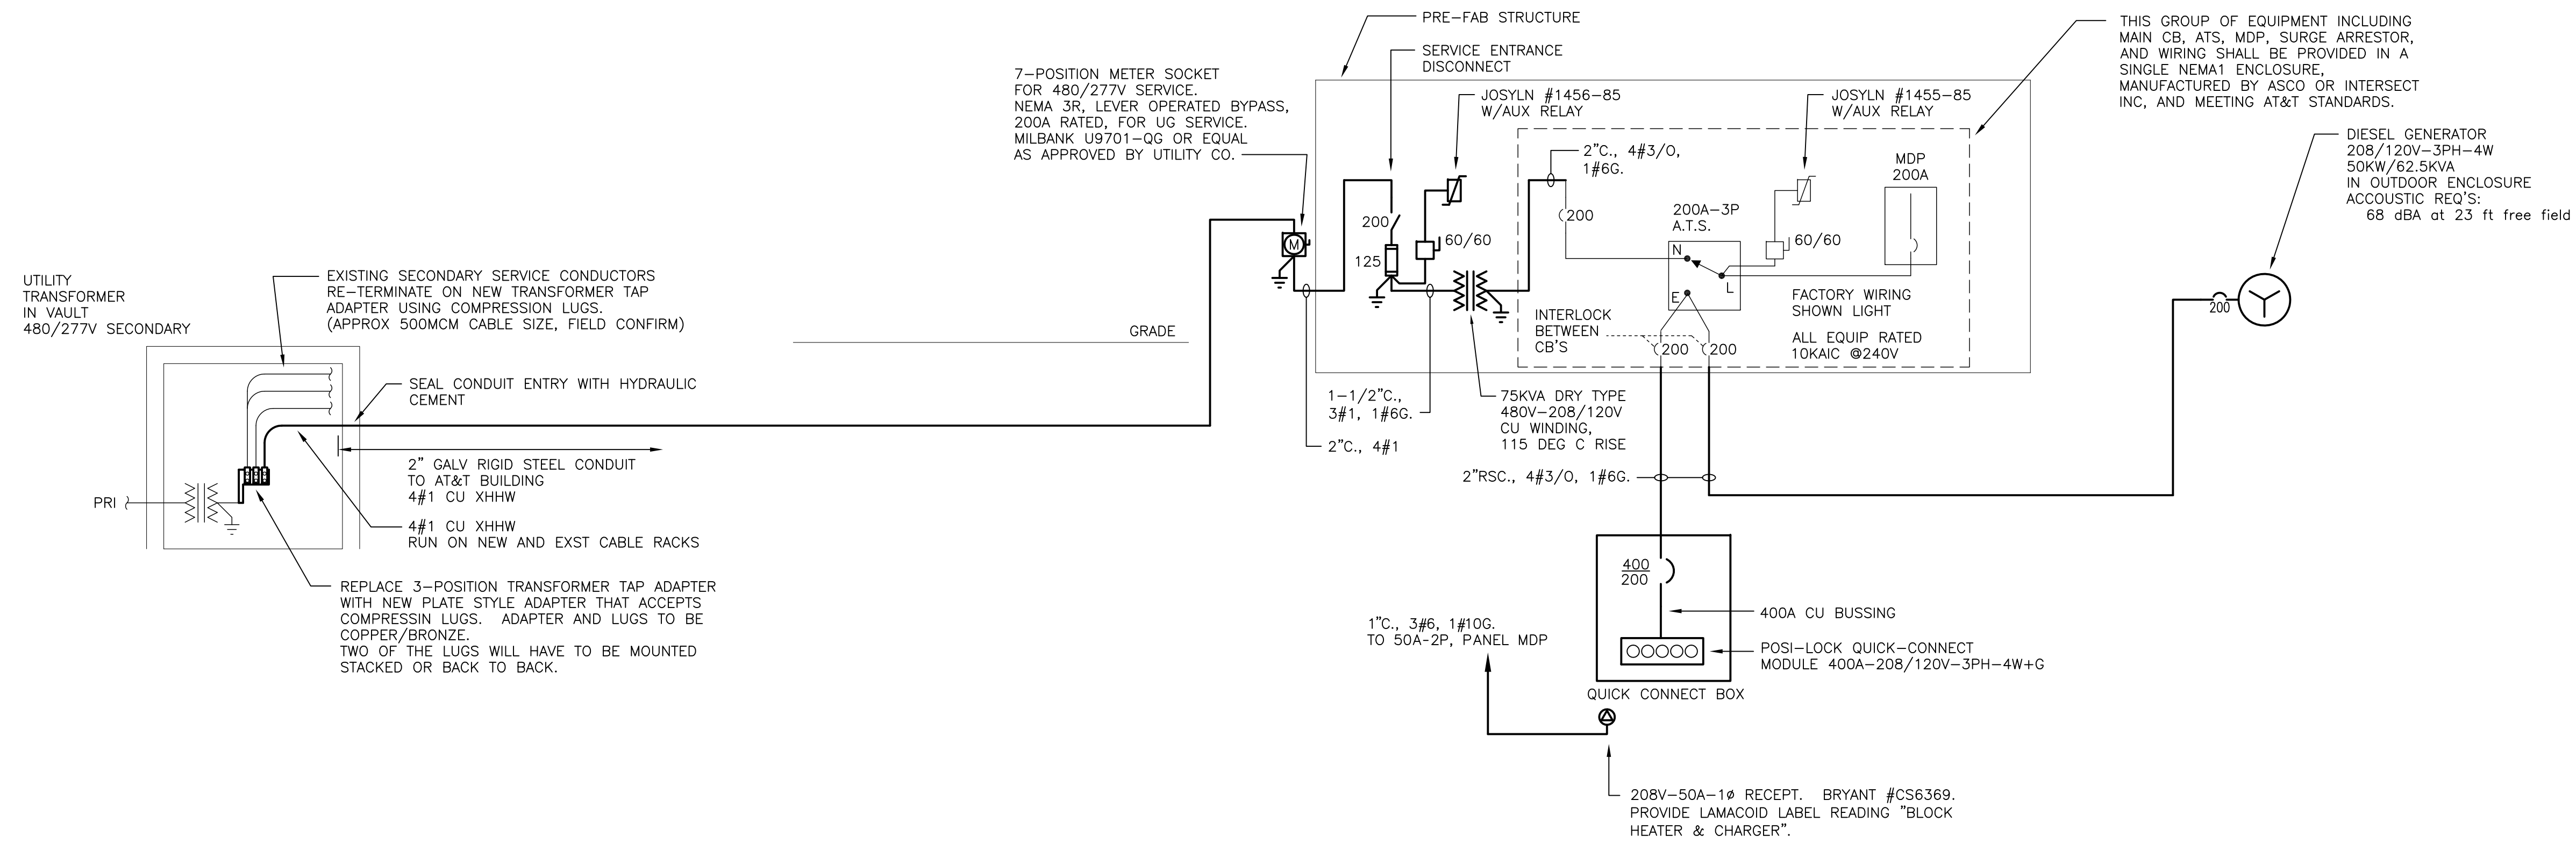 UTILITY
TRANSFORMER
IN VAULT
480/277V SECONDARY
EXISTING SECONDARY SERVICE CONDUCTORS
RE-TERMINATE ON NEW TRANSFORMER TAP
ADAPTER USING COMPRESSION LUGS.
(APPROX 500MCM CABLE SIZE, FIELD CONFIRM)
SEAL CONDUIT ENTRY WITH HYDRAULIC
CEMENT
2" GALV RIGID STEEL CONDUIT
TO AT&T BUILDING
4#1 CU XHHW
4#1 CU XHHW
RUN ON NEW AND EXST CABLE RACKS
PRI
REPLACE 3-POSITION TRANSFORMER TAP ADAPTER
WITH NEW PLATE STYLE ADAPTER THAT ACCEPTS
COMPRESSIN LUGS. ADAPTER AND LUGS TO BE
COPPER/BRONZE.
TWO OF THE LUGS WILL HAVE TO BE MOUNTED
STACKED OR BACK TO BACK.
GRADE
7-POSITION METER SOCKET
FOR 480/277V SERVICE.
NEMA 3R, LEVER OPERATED BYPASS,
200A RATED, FOR UG SERVICE.
MILBANK U9701-QG OR EQUAL
AS APPROVED BY UTILITY CO.
M
PRE-FAB STRUCTURE
SERVICE ENTRANCE
DISCONNECT
JOSYLN #1456-85
W/AUX RELAY
200
125
60/60
2"C., 4#3/O,
1#6G.
200
200A-3P
A.T.S.
N
E
L
JOSYLN #1455-85
W/AUX RELAY
60/60
MDP
200A
FACTORY WIRING
SHOWN LIGHT
ALL EQUIP RATED
10KAIC @240V
INTERLOCK
BETWEEN
CB'S
200
200
1-1/2"C.,
3#1, 1#6G.
2"C., 4#1
75KVA DRY TYPE
480V-208/120V
CU WINDING,
115 DEG C RISE
2"RSC., 4#3/O, 1#6G.
THIS GROUP OF EQUIPMENT INCLUDING
MAIN CB, ATS, MDP, SURGE ARRESTOR,
AND WIRING SHALL BE PROVIDED IN A
SINGLE NEMA1 ENCLOSURE,
MANUFACTURED BY ASCO OR INTERSECT
INC, AND MEETING AT&T STANDARDS.
DIESEL GENERATOR
208/120V-3PH-4W
50KW/62.5KVA
IN OUTDOOR ENCLOSURE
ACCOUSTIC REQ'S:
68 dBA at 23 ft free field
200
400
200
400A CU BUSSING
POSI-LOCK QUICK-CONNECT
MODULE 400A-208/120V-3PH-4W+G
QUICK CONNECT BOX
1"C., 3#6, 1#10G.
TO 50A-2P, PANEL MDP
208V-50A-1ø RECEPT. BRYANT #CS6369.
PROVIDE LAMACOID LABEL READING "BLOCK
HEATER & CHARGER".